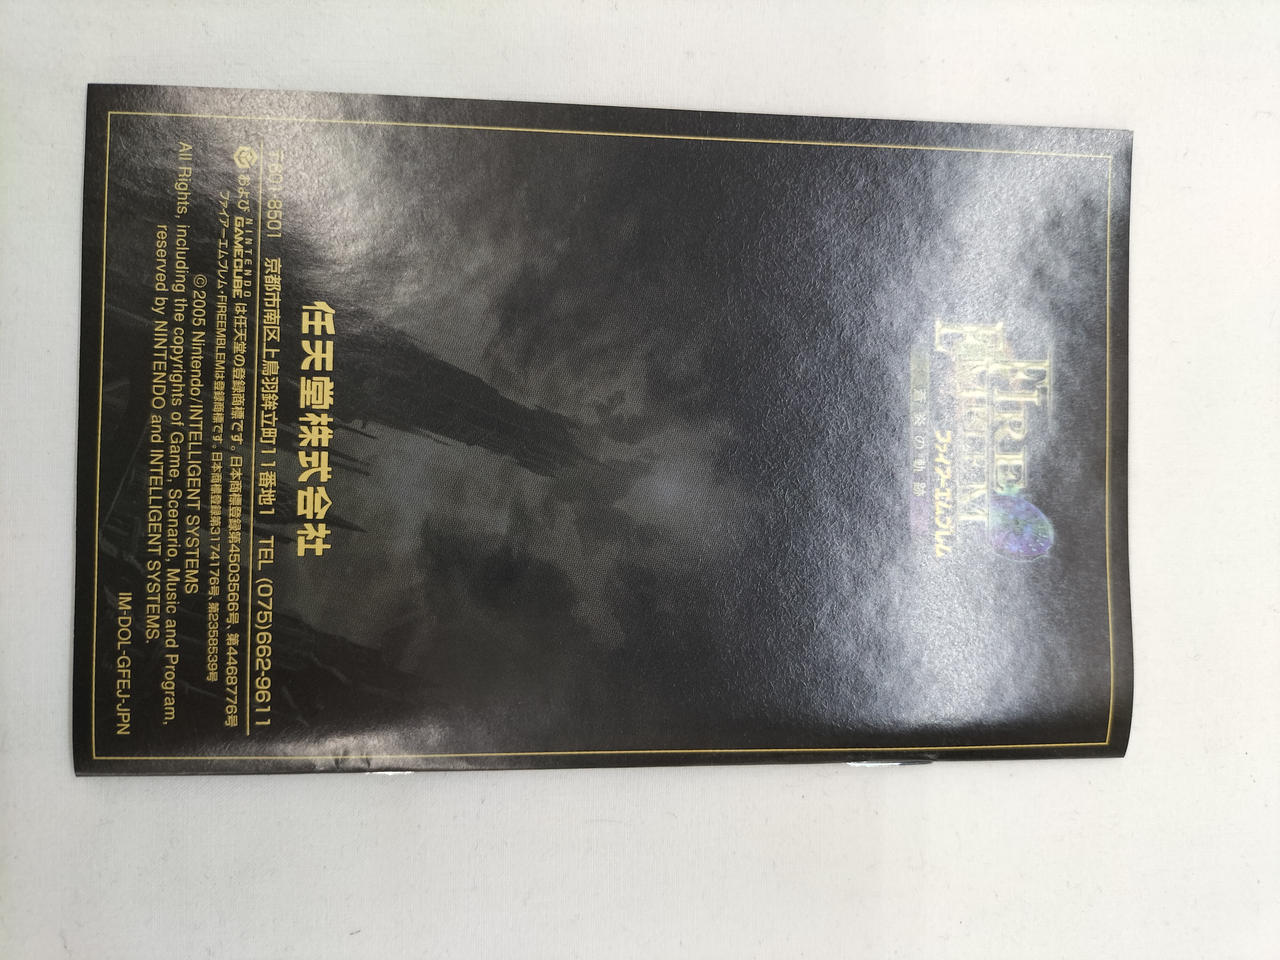 FIRE
EMBLEM
ファイアーエムブレム
蒼炎の軌跡
任天堂株式会社
〒601-8501 京都市南区上鳥羽鉾立町11番地1 TEL (075)662-9611
および NINTENDO GAMECUBE は任天堂の登録商標です。日本商標登録第4503566号、第4468776号
ファイアーエムブレム・FIREEMBLEMは登録商標です。日本商標登録第3174176号、第2358539号
©2005 Nintendo/INTELLIGENT SYSTEMS
All Rights, including the copyrights of Game, Scenario, Music and Program,
reserved by NINTENDO and INTELLIGENT SYSTEMS.
IM-DOL-GFEJ-JPN